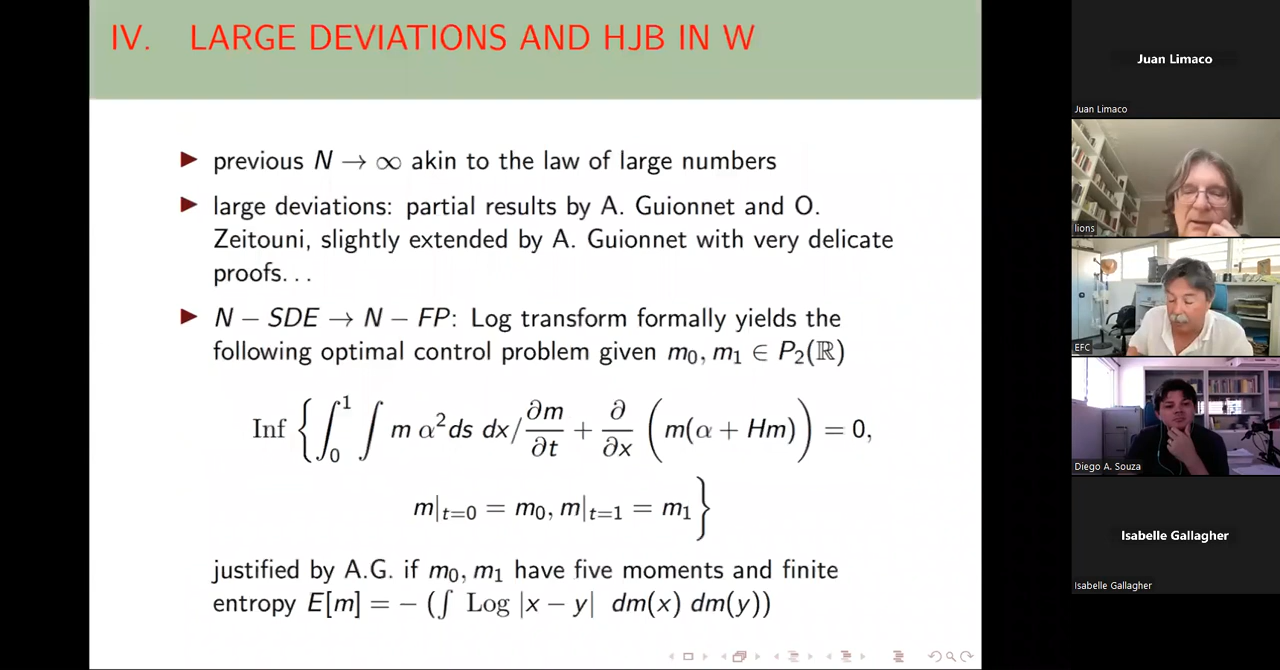 IV. LARGE DEVIATIONS AND HJB IN W
▶ previous N → ∞ akin to the law of large numbers
▶ large deviations: partial results by A. Guionnet and O.
Zeitouni, slightly extended by A. Guionnet with very delicate
proofs...
▶ N − SDE → N − FP: Log transform formally yields the
following optimal control problem given m₀, m₁ ∈ P₂(ℝ)
Inf { ∫₀¹ ∫ m α² ds dx / ∂m/∂t + ∂/∂x ( m(α + Hm) ) = 0,
m|ₜ₌₀ = m₀, m|ₜ₌₁ = m₁ }
justified by A.G. if m₀, m₁ have five moments and finite
entropy E[m] = − (∫ Log |x − y| dm(x) dm(y))
Juan Limaco
Juan Limaco
lions
EFC
Diego A. Souza
Isabelle Gallagher
Isabelle Gallagher